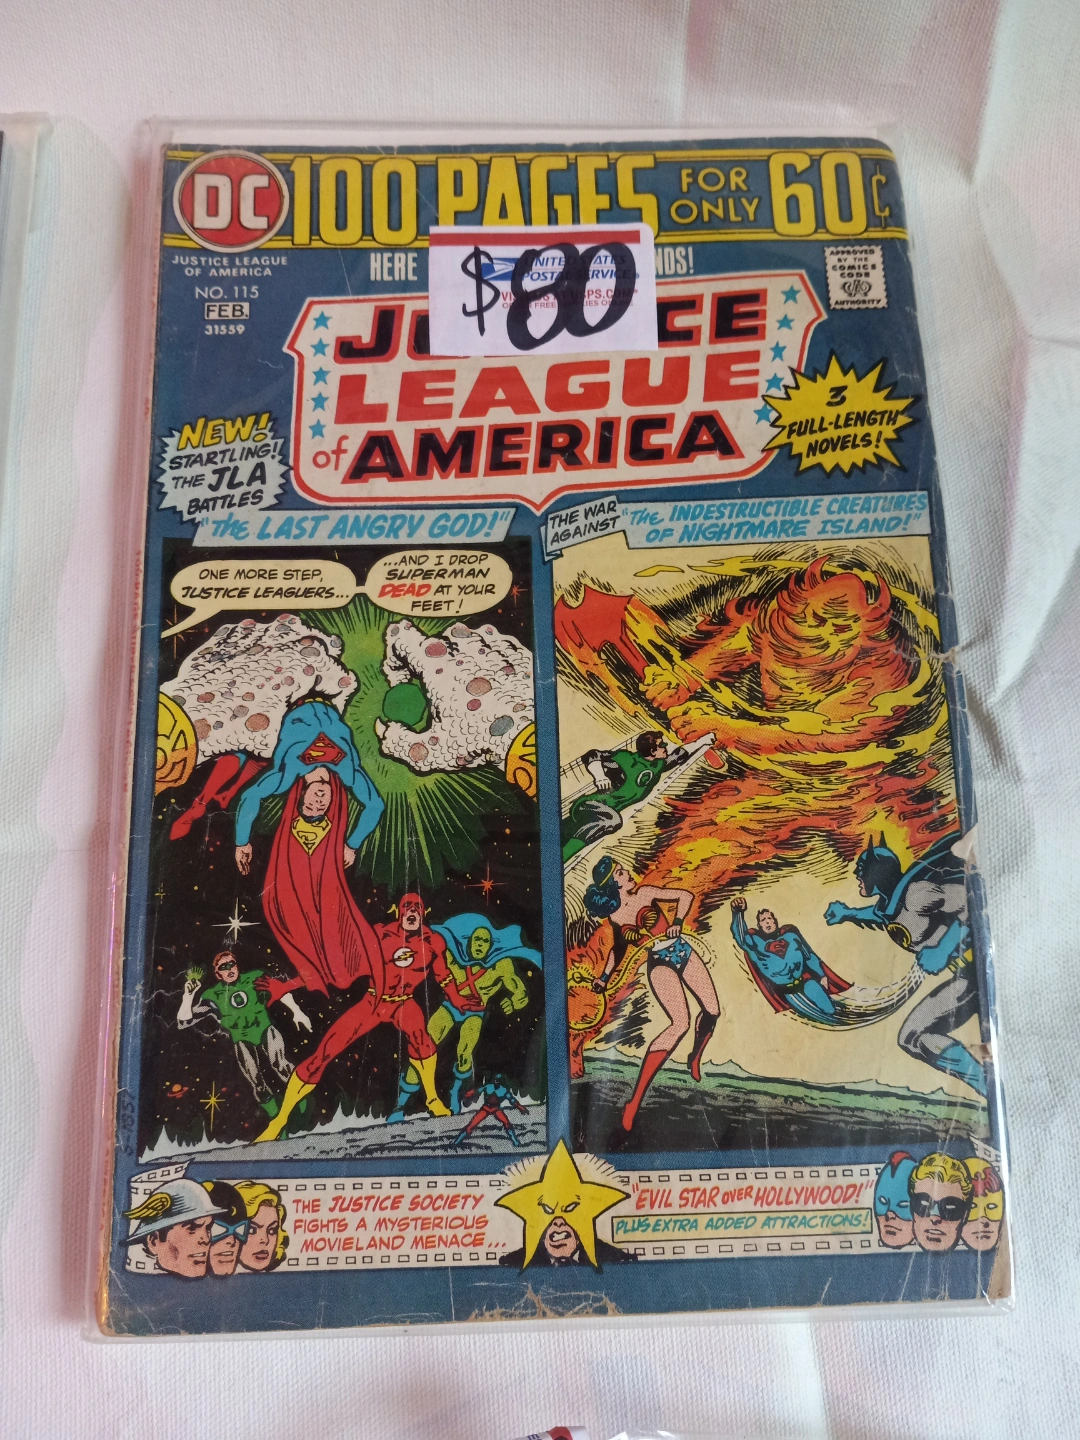 DC
100 PAGES FOR ONLY 60¢
JUSTICE LEAGUE
OF AMERICA
NO. 115
FEB.
31559
HERE
NDS!
UNITED STATES
POSTAL SERVICE
$80
APPROVED
BY THE
COMICS
CODE
AUTHORITY
JU CE
LEAGUE
of AMERICA
3
FULL-LENGTH
NOVELS!
NEW!
STARTLING!
THE JLA
BATTLES
"The LAST ANGRY GOD!"
THE WAR
AGAINST
"The INDESTRUCTIBLE CREATURES
OF NIGHTMARE ISLAND!"
ONE MORE STEP,
JUSTICE LEAGUERS...
...AND I DROP
SUPERMAN
DEAD AT YOUR
FEET!
THE JUSTICE SOCIETY
FIGHTS A MYSTERIOUS
MOVIELAND MENACE...
"EVIL STAR OVER HOLLYWOOD!"
PLUS EXTRA ADDED ATTRACTIONS!